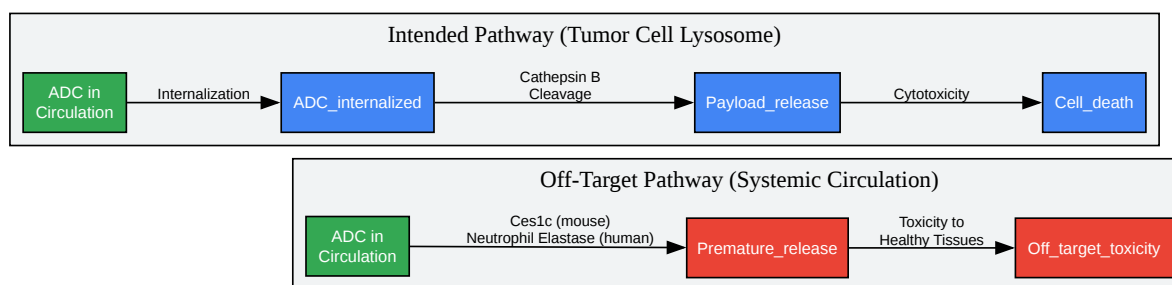 Intended Pathway (Tumor Cell Lysosome)
ADC in
Circulation
Internalization
ADC_internalized
Cathepsin B
Cleavage
Payload_release
Cytotoxicity
Cell_death
Off-Target Pathway (Systemic Circulation)
ADC in
Circulation
Ces1c (mouse)
Neutrophil Elastase (human)
Premature_release
Toxicity to
Healthy Tissues
Off_target_toxicity